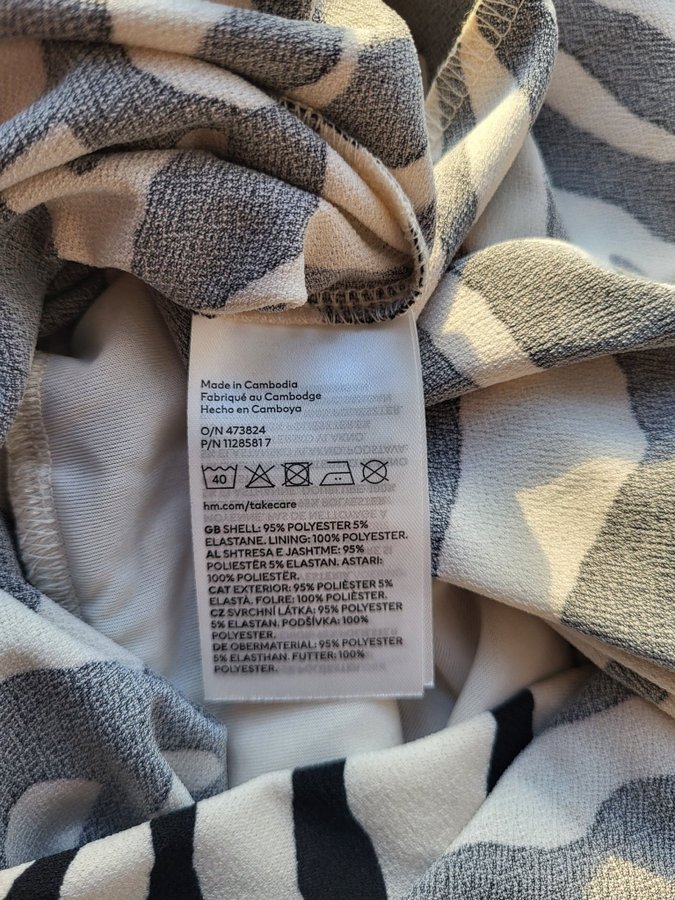 Made in Cambodia
Fabriqué au Cambodge
Hecho en Camboya
O/N 473824
P/N 1128581 7
40
hm.com/takecare
GB SHELL: 95% POLYESTER 5%
ELASTANE. LINING: 100% POLYESTER.
AL SHTRESA E JASHTME: 95%
POLIESTËR 5% ELASTAN. ASTARI:
100% POLIESTËR.
CAT EXTERIOR: 95% POLIÈSTER 5%
ELASTÀ. FOLRE: 100% POLIÈSTER.
CZ SVRCHNÍ LÁTKA: 95% POLYESTER
5% ELASTAN. PODŠÍVKA: 100%
POLYESTER.
DE OBERMATERIAL: 95% POLYESTER
5% ELASTHAN. FUTTER: 100%
POLYESTER.